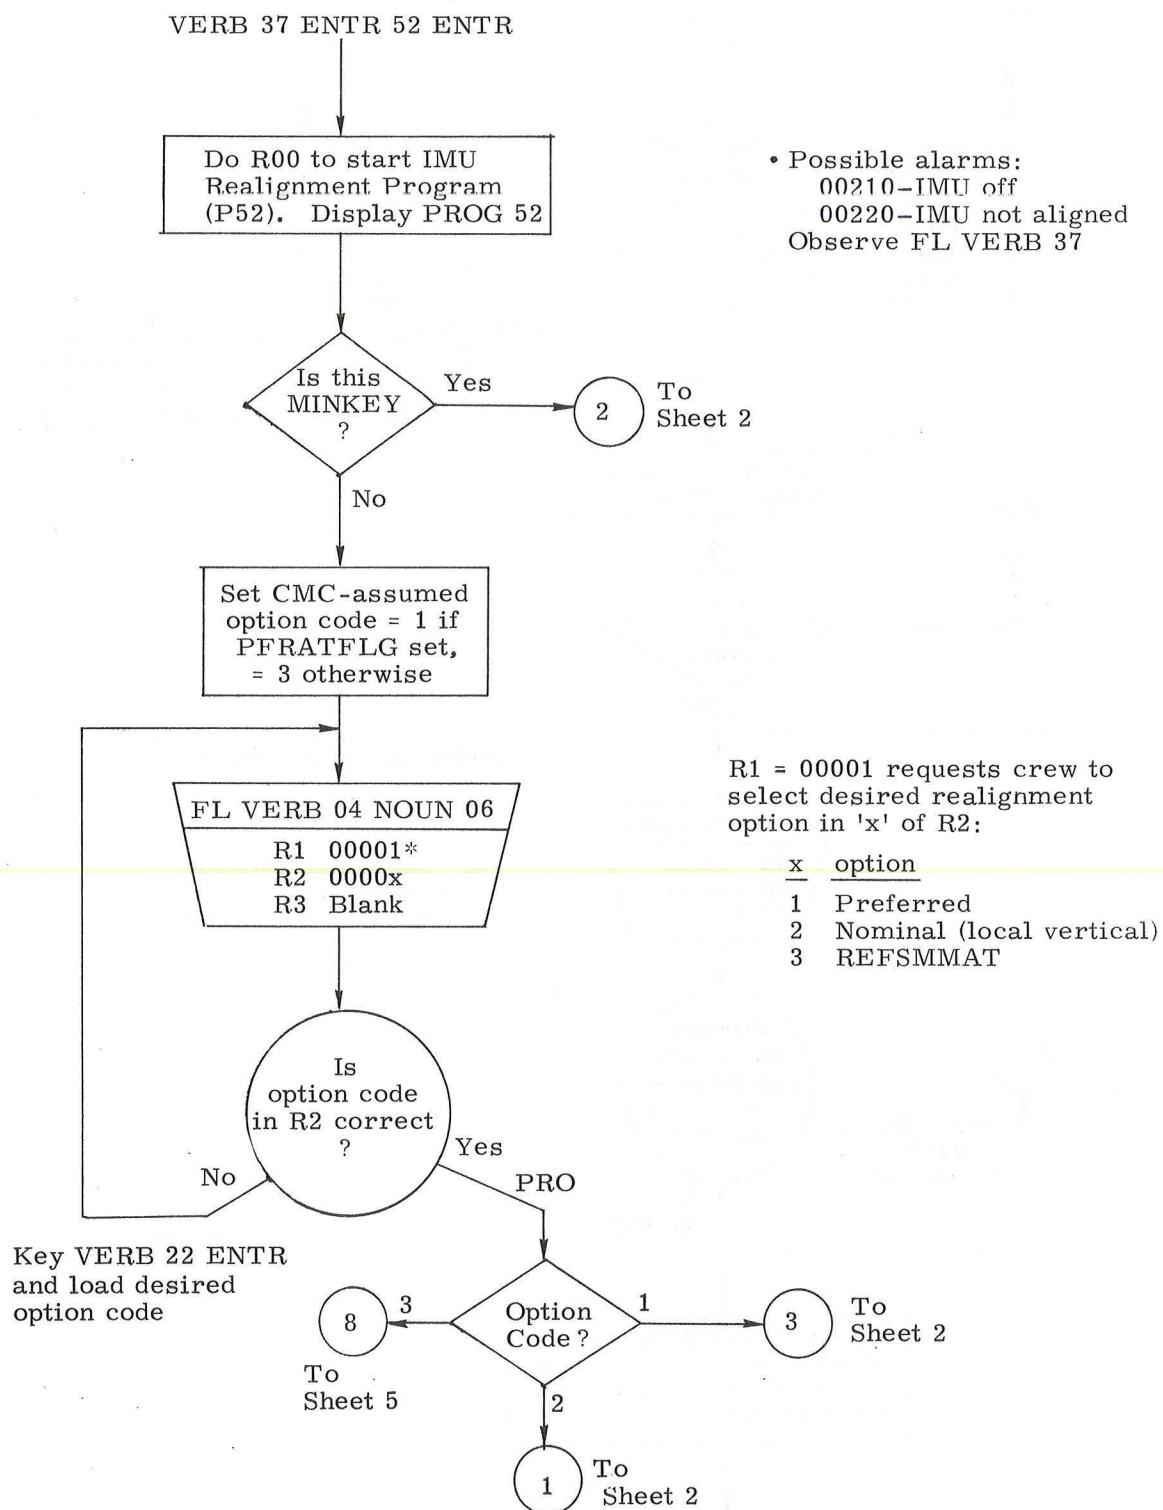 VERB 37 ENTR 52 ENTR
Do R00 to start IMU
Realignment Program
(P52). Display PROG 52
• Possible alarms:
00210-IMU off
00220-IMU not aligned
Observe FL VERB 37
Is this
MINKEY
?
Yes
2
To
Sheet 2
No
Set CMC-assumed
option code = 1 if
PFRATFLG set,
= 3 otherwise
FL VERB 04 NOUN 06
R1 00001*
R2 0000x
R3 Blank
R1 = 00001 requests crew to
select desired realignment
option in 'x' of R2:
x option
1 Preferred
2 Nominal (local vertical)
3 REFSMMAT
Is
option code
in R2 correct
?
No
Yes
PRO
Key VERB 22 ENTR
and load desired
option code
Option
Code?
3
8
To
Sheet 5
1
3
To
Sheet 2
2
1
To
Sheet 2